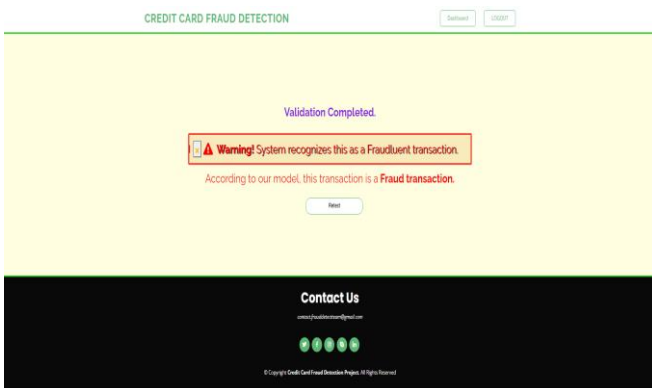 CREDIT CARD FRAUD DETECTION
Dashboard LOGOUT
Validation Completed.
Warning! System recognizes this as a Fraudluent transaction.
According to our model, this transaction is a Fraud transaction.
Retest
Contact Us
© Copyright Credit Card Fraud Detection Project. All Rights Reserved